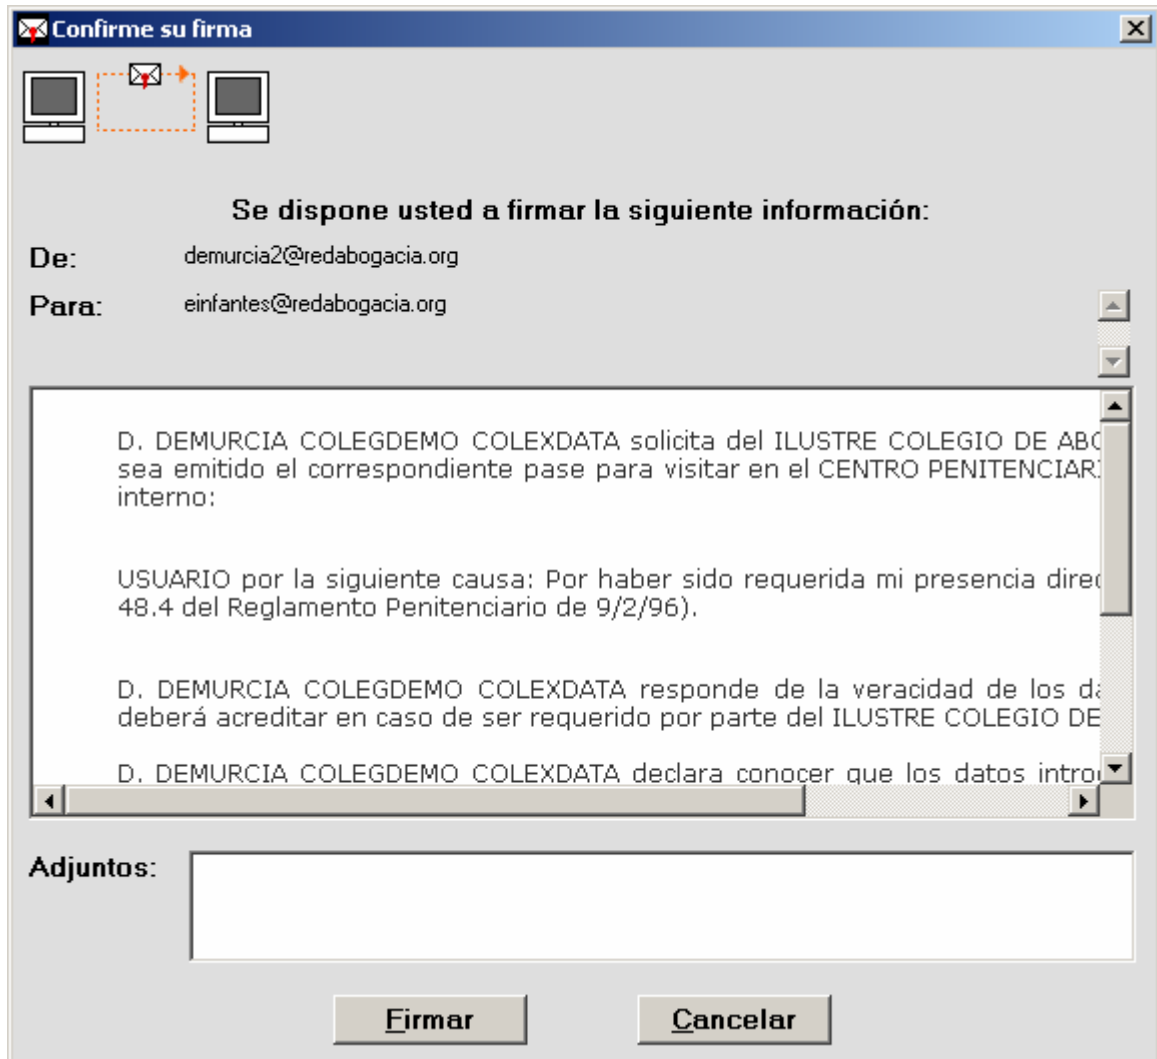 Confirme su firma
Se dispone usted a firmar la siguiente información:
De: demurcia2@redabogacia.org
Para: einfantes@redabogacia.org
D. DEMURCIA COLEGDEMO COLEXDATA solicita del ILUSTRE COLEGIO DE
sea emitido el correspondiente pase para visitar en el CENTRO
interno:
USUARIO por la siguiente causa: Por haber sido requerida mi presencia
48.4 del Reglamento Penitenciario de 9/2/96).
D. DEMURCIA COLEGDEMO COLEXDATA responde de la veracidad de los
deberá acreditar en caso de ser requerido por parte del ILUSTRE COLEGIO DE
D. DEMURCIA COLEGDEMO COLEXDATA declara conocer que los datos
Adjuntos:
Firmar Cancelar